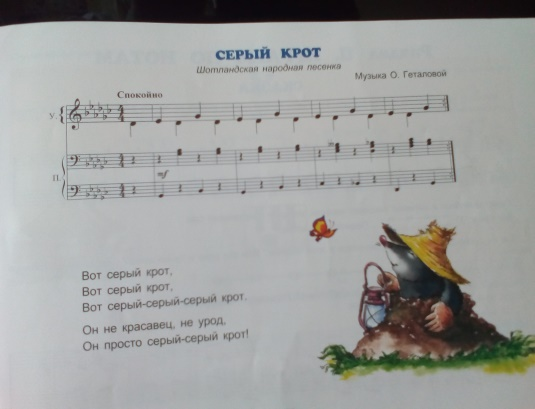 СЕРЫЙ КРОТ
Шотландская народная песенка
Музыка О. Геталовой
Спокойно
У.
mf
П.
Вот серый крот,
Вот серый крот,
Вот серый-серый-серый крот.
Он не красавец, не урод,
Он просто серый-серый крот!